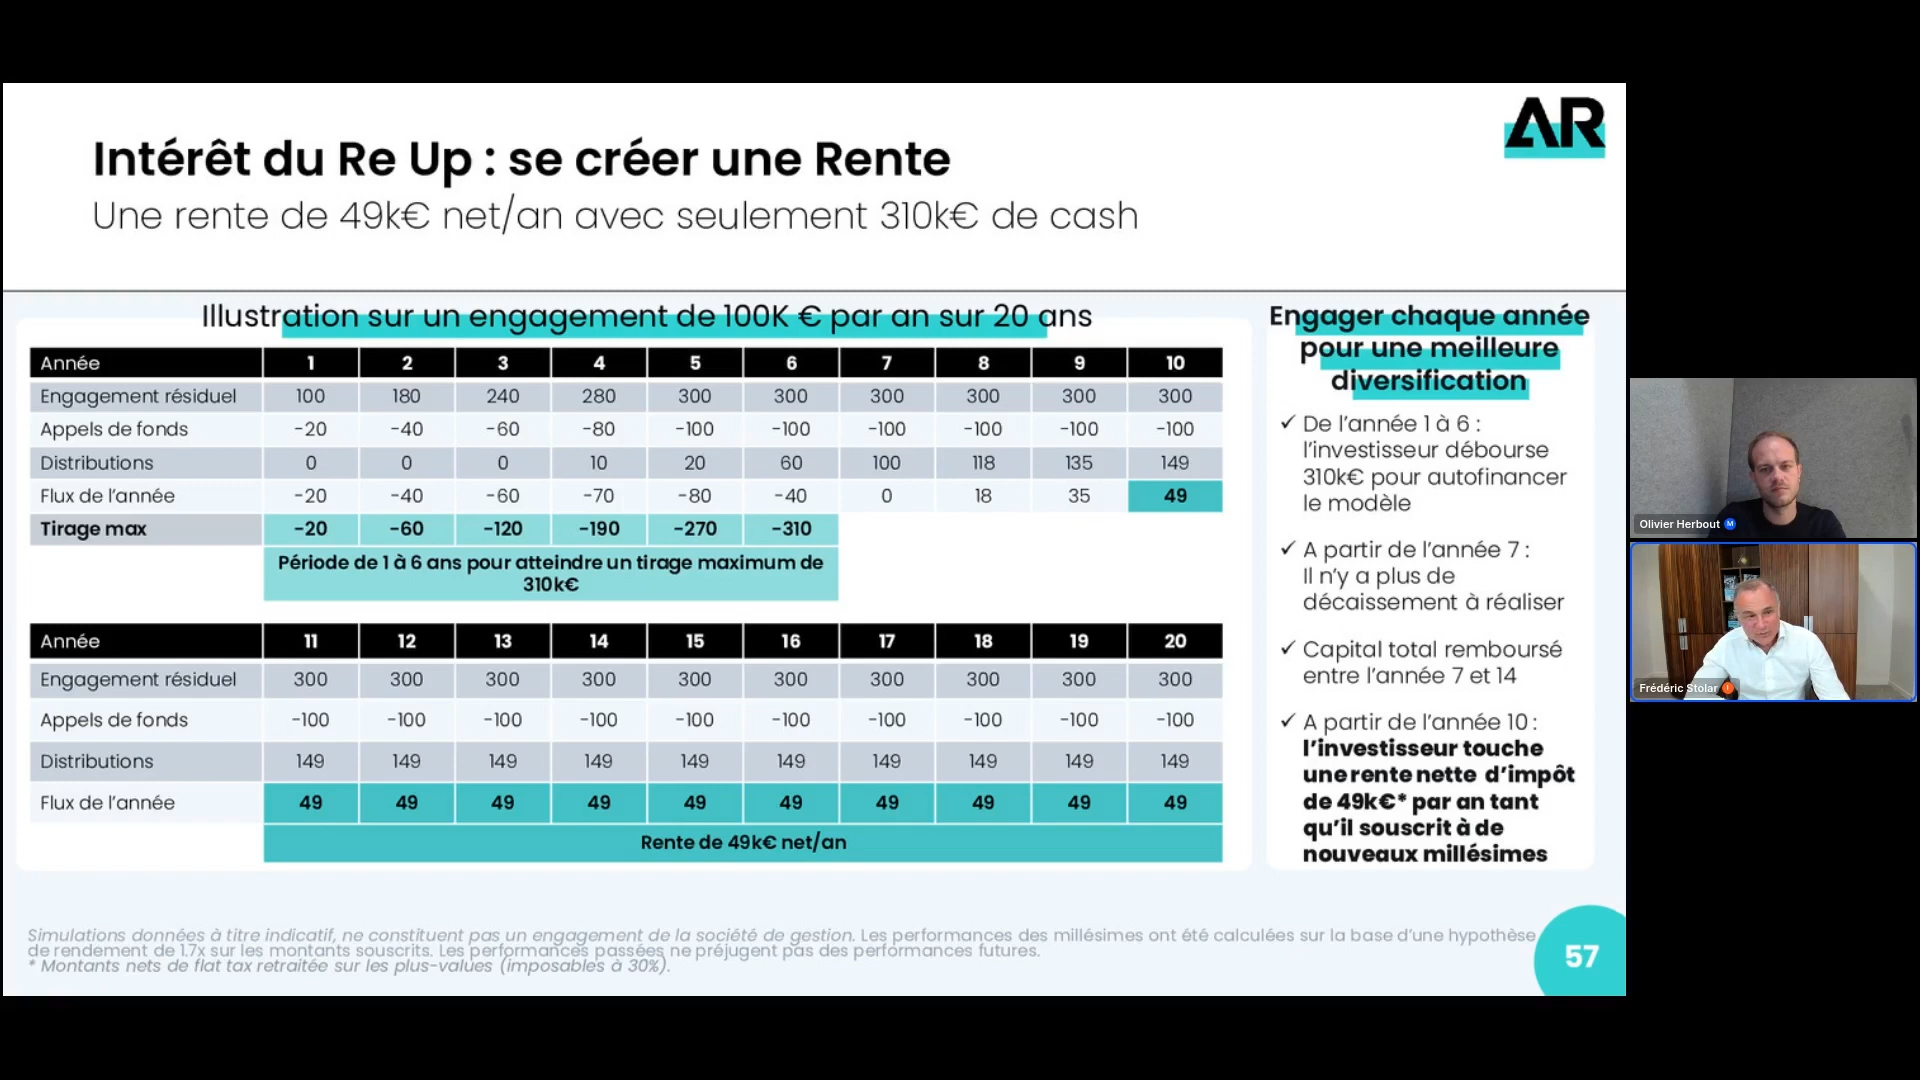 AR
Intérêt du Re Up : se créer une Rente
Une rente de 49k€ net/an avec seulement 310k€ de cash
Illustration sur un engagement de 100K € par an sur 20 ans
Année 1 2 3 4 5 6 7 8 9 10
Engagement résiduel 100 180 240 280 300 300 300 300 300 300
Appels de fonds -20 -40 -60 -80 -100 -100 -100 -100 -100 -100
Distributions 0 0 0 10 20 60 100 118 135 149
Flux de l'année -20 -40 -60 -70 -80 -40 0 18 35 49
Tirage max -20 -60 -120 -190 -270 -310
Période de 1 à 6 ans pour atteindre un tirage maximum de
310k€
Année 11 12 13 14 15 16 17 18 19 20
Engagement résiduel 300 300 300 300 300 300 300 300 300 300
Appels de fonds -100 -100 -100 -100 -100 -100 -100 -100 -100 -100
Distributions 149 149 149 149 149 149 149 149 149 149
Flux de l'année 49 49 49 49 49 49 49 49 49 49
Rente de 49k€ net/an
Engager chaque année
pour une meilleure
diversification
✓ De l'année 1 à 6 :
l'investisseur débourse
310k€ pour autofinancer
le modèle
✓ A partir de l'année 7 :
Il n'y a plus de
décaissement à réaliser
✓ Capital total remboursé
entre l'année 7 et 14
✓ A partir de l'année 10 :
l'investisseur touche
une rente nette d'impôt
de 49k€* par an tant
qu'il souscrit à de
nouveaux millésimes
Simulations données à titre indicatif, ne constituent pas un engagement de la société de gestion. Les performances des millésimes ont été calculées sur la base d'une hypothèse
de rendement de 1.7x sur les montants souscrits. Les performances passées ne préjugent pas des performances futures.
* Montants nets de flat tax retraitée sur les plus-values (imposables à 30%).
57
Olivier Herbout M
Frédéric Stolar